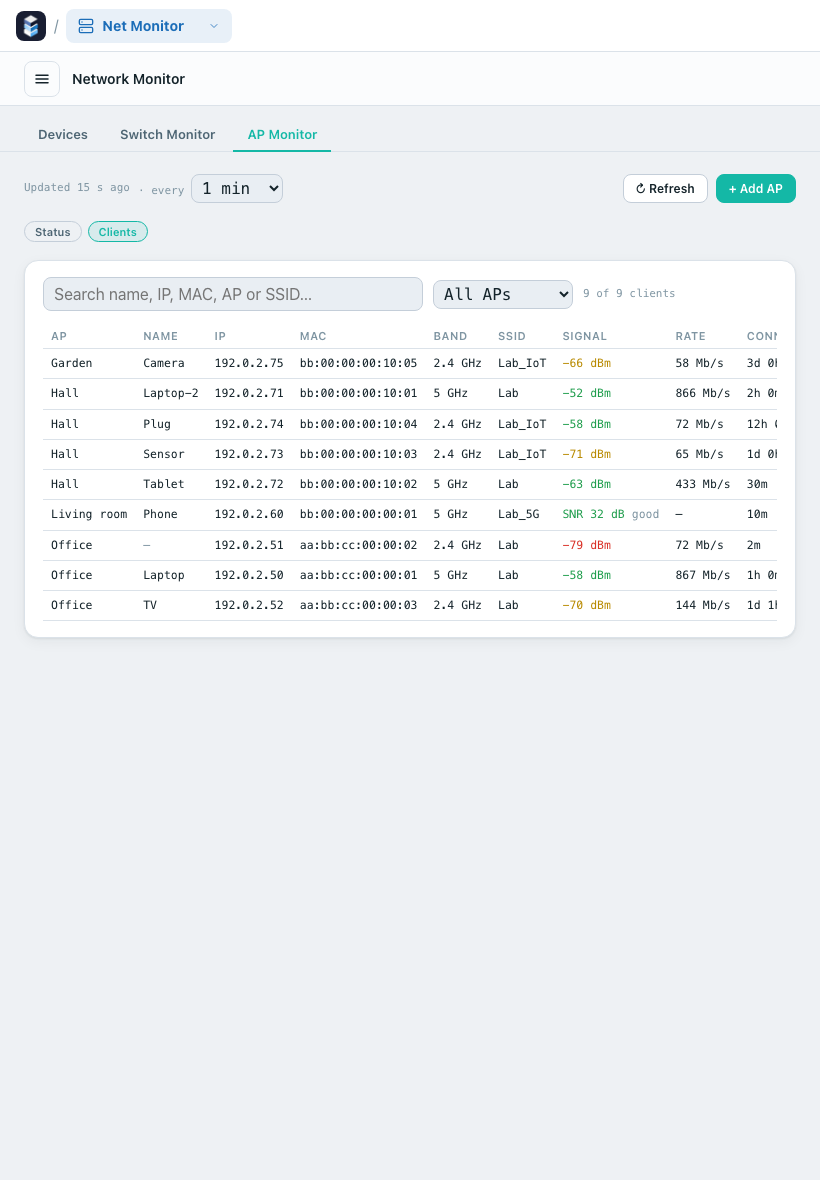 / Net Monitor
Network Monitor
Devices Switch Monitor AP Monitor
Updated 15 s ago · every 1 min Refresh + Add AP
Status Clients
Search name, IP, MAC, AP or SSID... All APs 9 of 9 clients
AP NAME IP MAC BAND SSID SIGNAL RATE
Garden Camera 192.0.2.75 bb:00:00:00:10:05 2.4 GHz Lab_IoT −66 dBm 58 Mb/s 3d
Hall Laptop−2 192.0.2.71 bb:00:00:00:10:01 5 GHz Lab −52 dBm 866 Mb/s 2h
Hall Plug 192.0.2.74 bb:00:00:00:10:04 2.4 GHz Lab_IoT −58 dBm 72 Mb/s 12h
Hall Sensor 192.0.2.73 bb:00:00:00:10:03 2.4 GHz Lab_IoT −71 dBm 65 Mb/s 1d
Hall Tablet 192.0.2.72 bb:00:00:00:10:02 5 GHz Lab −63 dBm 433 Mb/s 30m
Living room Phone 192.0.2.60 bb:00:00:00:00:01 5 GHz Lab_5G SNR 32 dB good — 10m
Office — 192.0.2.51 aa:bb:cc:00:00:02 2.4 GHz Lab −79 dBm 72 Mb/s 2m
Office Laptop 192.0.2.50 aa:bb:cc:00:00:01 5 GHz Lab −58 dBm 867 Mb/s 1h
Office TV 192.0.2.52 aa:bb:cc:00:00:03 2.4 GHz Lab −70 dBm 144 Mb/s 1d